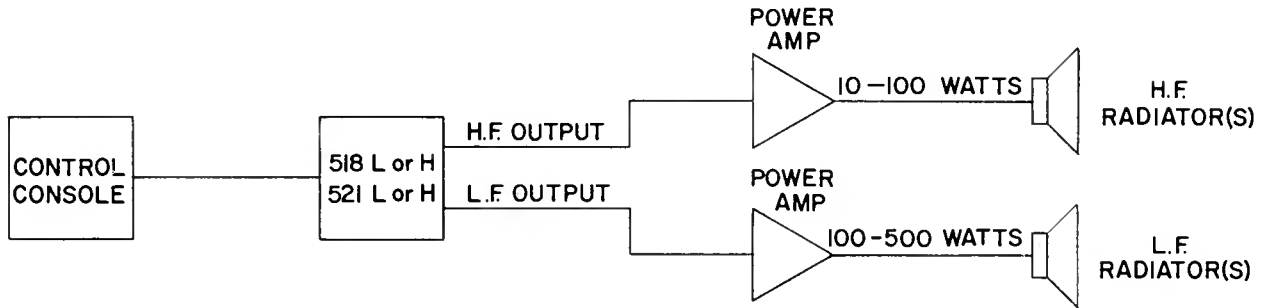 POWER
AMP
10-100 WATTS
H.F.
RADIATOR(S)
H.F. OUTPUT
CONTROL
CONSOLE
518 L or H
521 L or H
L.F. OUTPUT
POWER
AMP
100-500 WATTS
L.F.
RADIATOR(S)